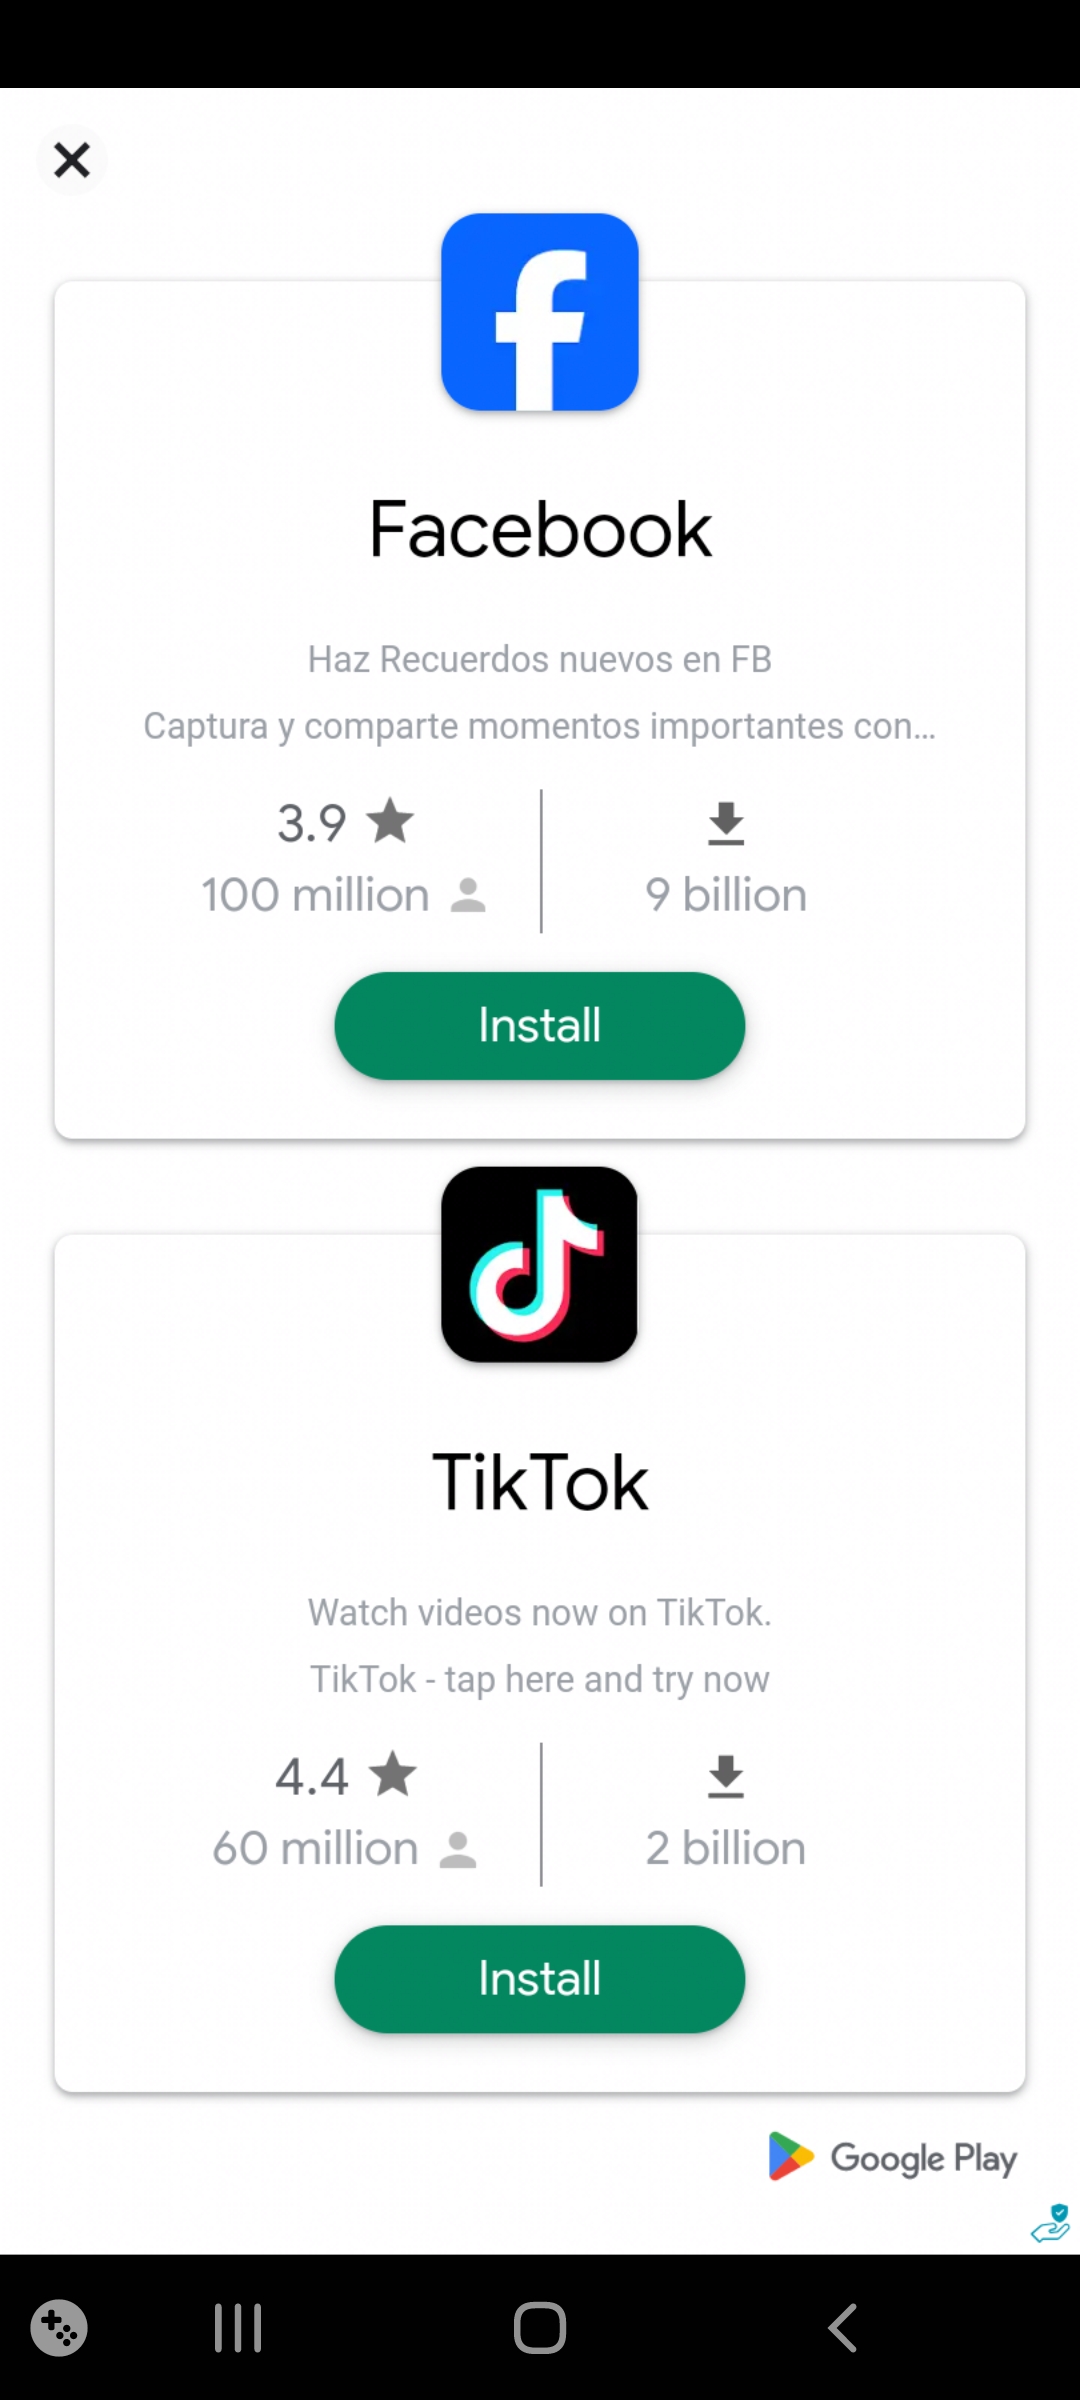 Facebook
Haz Recuerdos nuevos en FB
Captura y comparte momentos importantes con...
3.9
100 million
9 billion
Install
TikTok
Watch videos now on TikTok.
TikTok - tap here and try now
4.4
60 million
2 billion
Install
Google Play